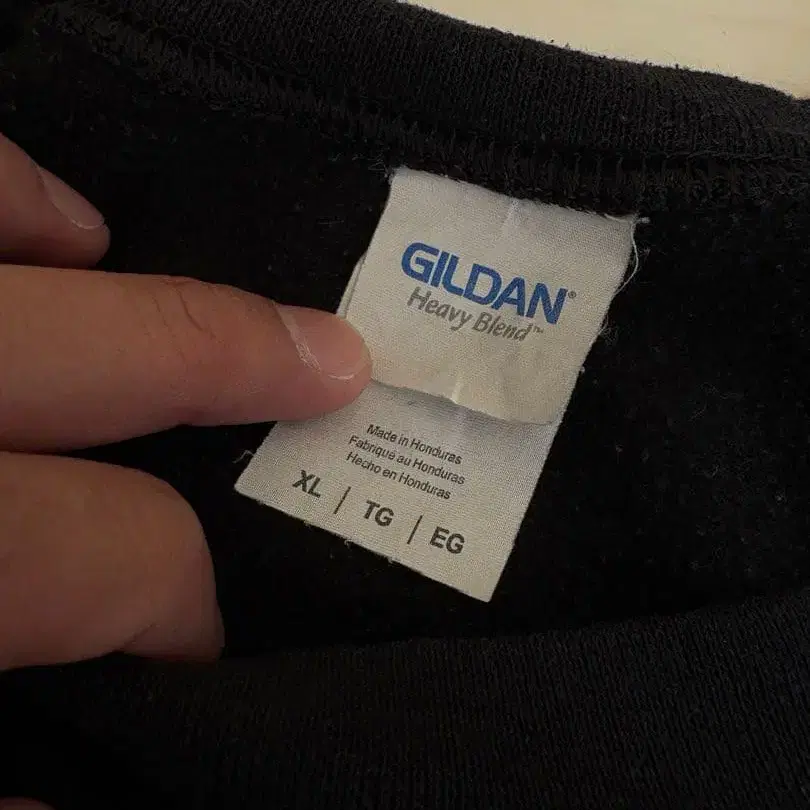 GILDAN®
Heavy Blend™
Made in Honduras
Fabriqué au Honduras
Hecho en Honduras
XL | TG | EG